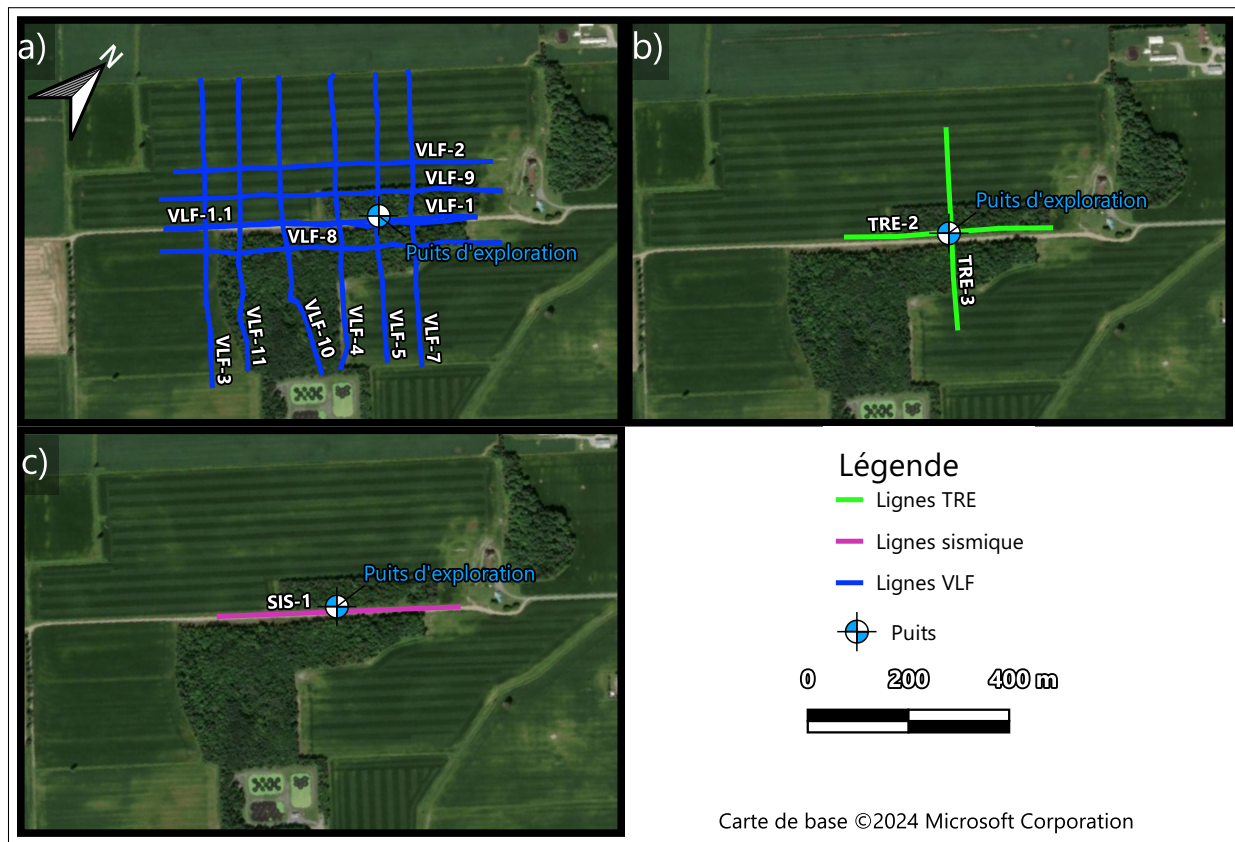 a)
N
VLF-2
VLF-9
VLF-1.1
VLF-1
VLF-8
Puits d'exploration
VLF-3
VLF-11
VLF-10
VLF-4
VLF-5
VLF-7
b)
Puits d'exploration
TRE-2
TRE-3
c)
Puits d'exploration
SIS-1
Légende
Lignes TRE
Lignes sismique
Lignes VLF
Puits
0 200 400 m
Carte de base ©2024 Microsoft Corporation